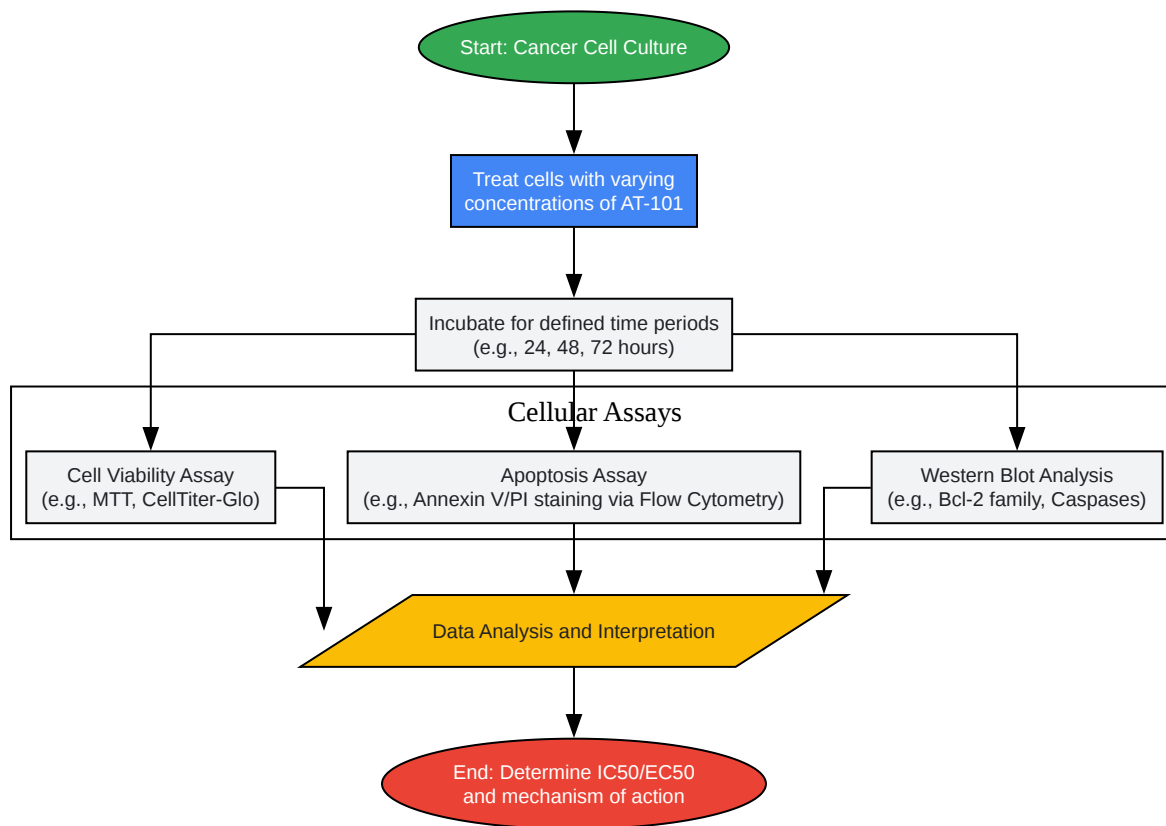 Start: Cancer Cell Culture
Treat cells with varying
concentrations of AT-101
Incubate for defined time periods
(e.g., 24, 48, 72 hours)
Cellular Assays
Cell Viability Assay
(e.g., MTT, CellTiter-Glo)
Apoptosis Assay
(e.g., Annexin V/PI staining via Flow Cytometry)
Western Blot Analysis
(e.g., Bcl-2 family, Caspases)
Data Analysis and Interpretation
End: Determine IC50/EC50
and mechanism of action